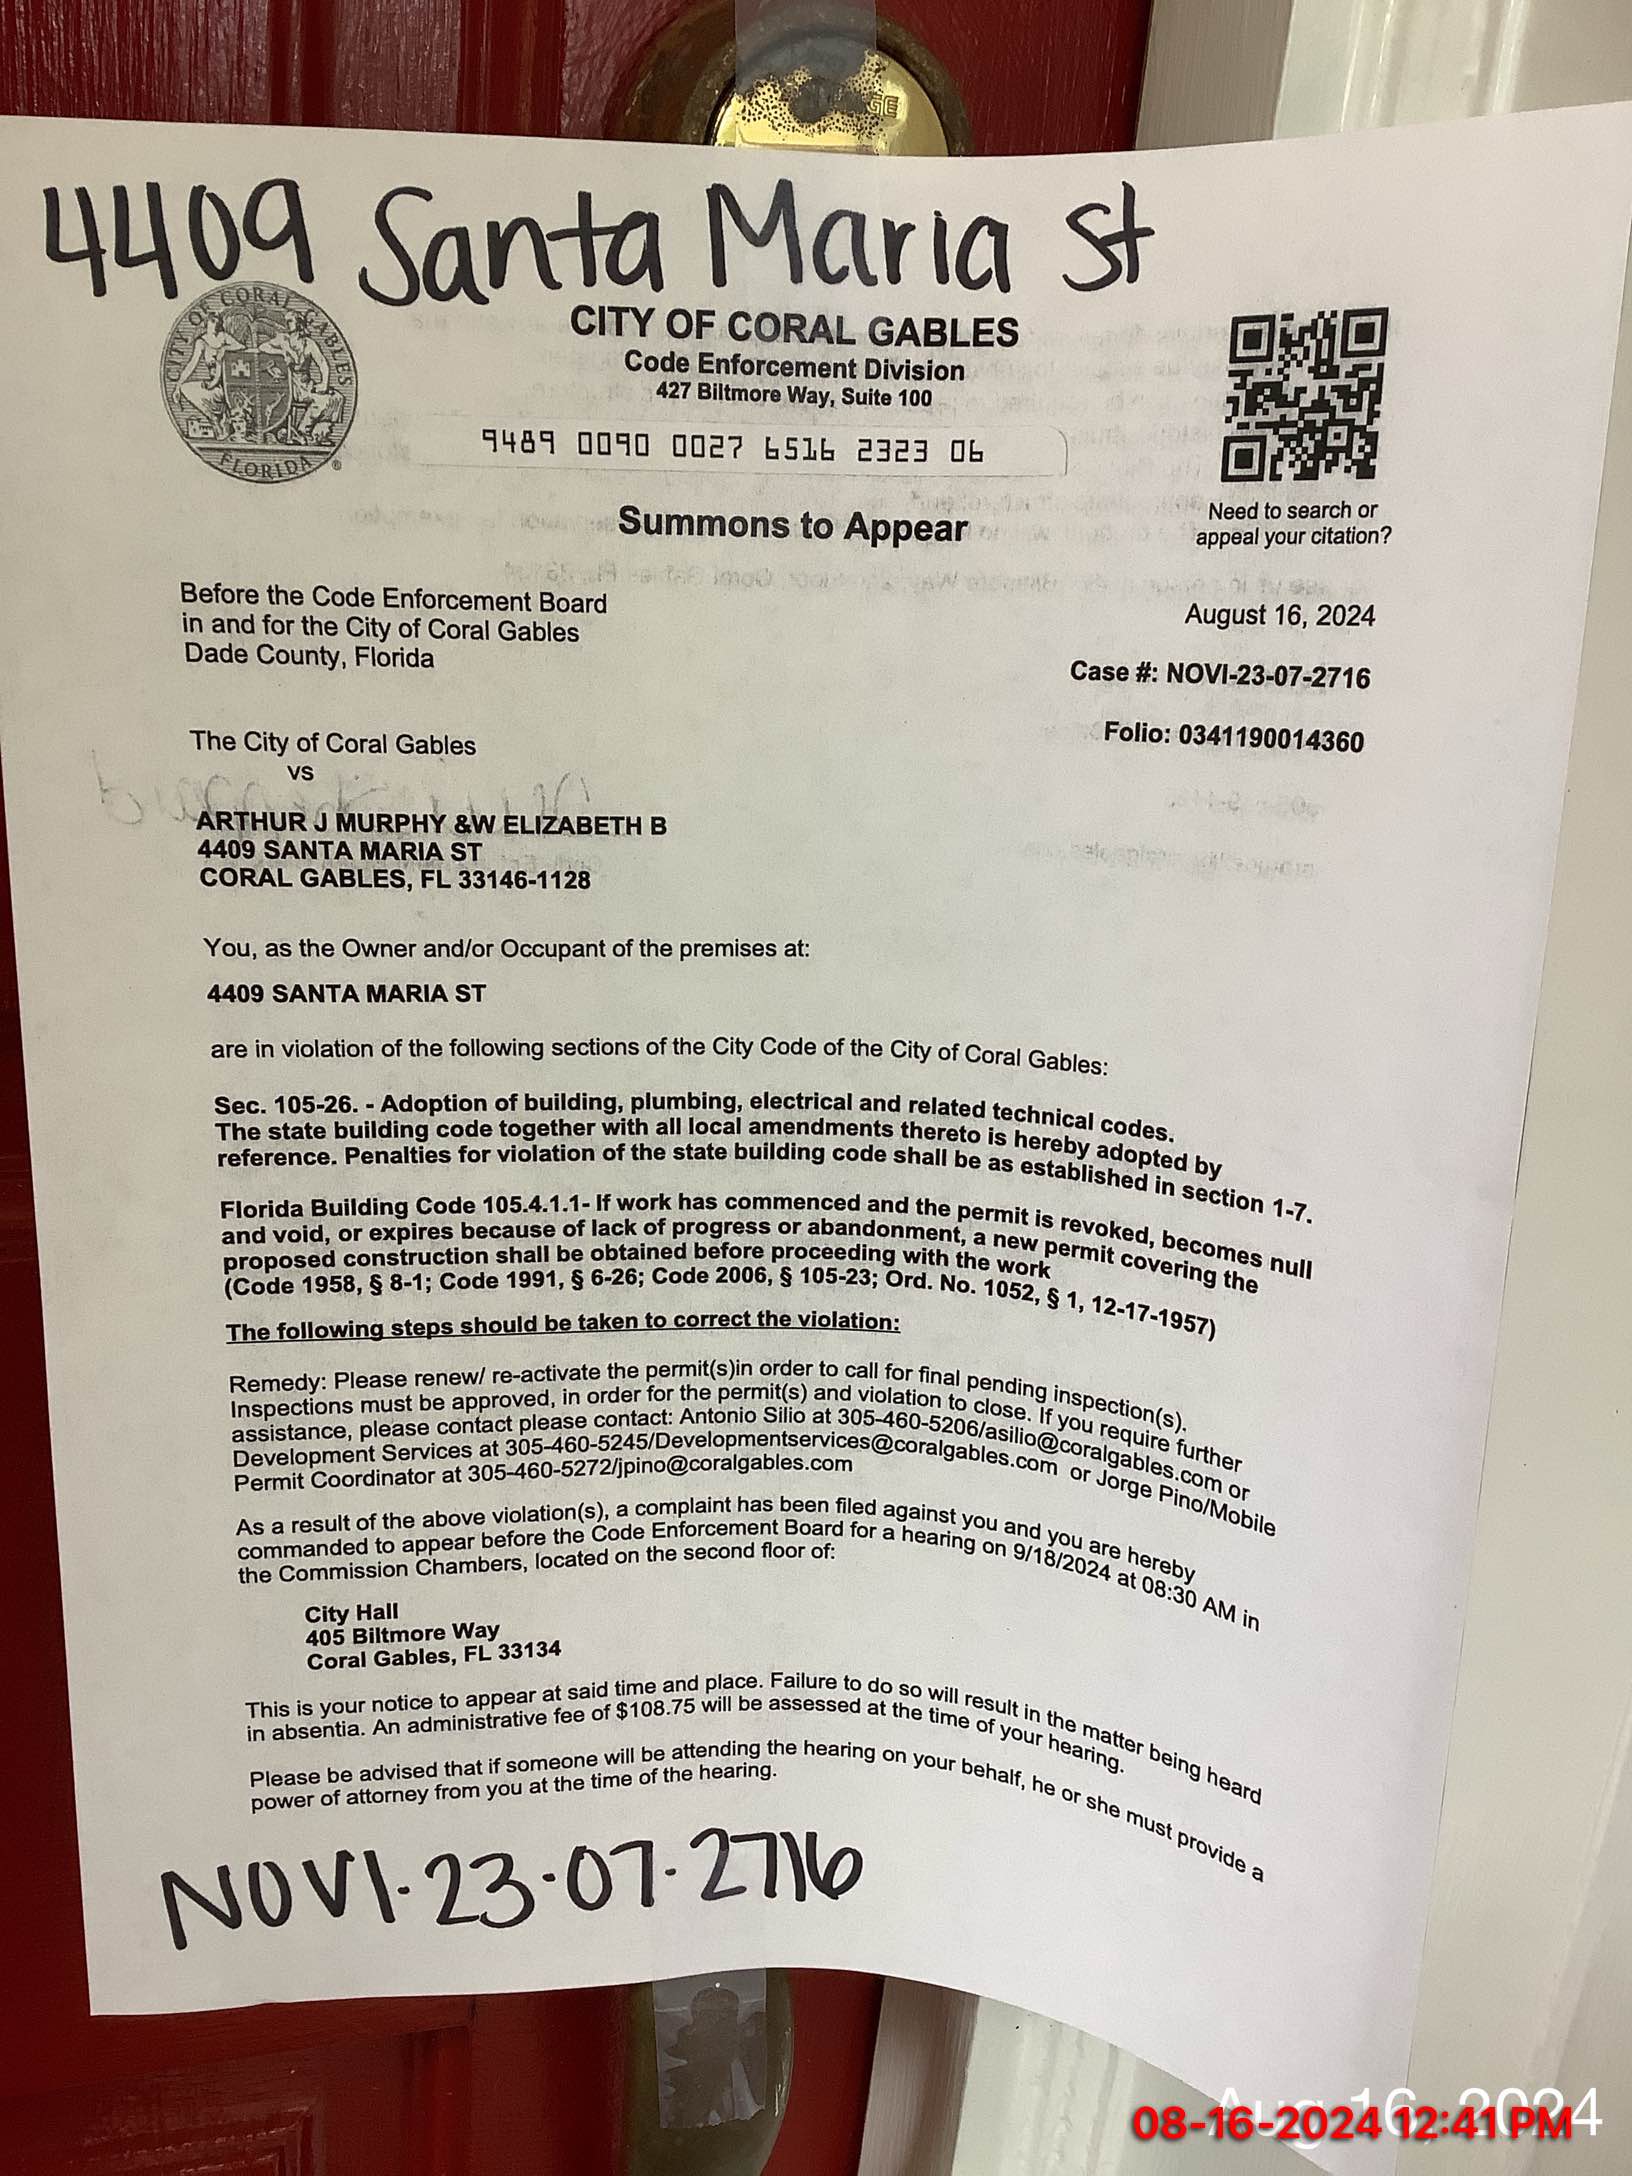 4409 Santa Maria St
CITY OF CORAL GABLES
Code Enforcement Division
427 Biltmore Way, Suite 100
9489 0090 0027 6516 2323 06
CITY OF CORAL GABLES
FLORIDA
Need to search or
appeal your citation?
Summons to Appear
Before the Code Enforcement Board
in and for the City of Coral Gables
Dade County, Florida
August 16, 2024
Case #: NOVI-23-07-2716
Folio: 0341190014360
The City of Coral Gables
vs
ARTHUR J MURPHY &W ELIZABETH B
4409 SANTA MARIA ST
CORAL GABLES, FL 33146-1128
You, as the Owner and/or Occupant of the premises at:
4409 SANTA MARIA ST
are in violation of the following sections of the City Code of the City of Coral Gables:
Sec. 105-26. - Adoption of building, plumbing, electrical and related technical codes.
The state building code together with all local amendments thereto is hereby adopted by
reference. Penalties for violation of the state building code shall be as established in section 1-7.
Florida Building Code 105.4.1.1- If work has commenced and the permit is revoked, becomes null
and void, or expires because of lack of progress or abandonment, a new permit covering the
proposed construction shall be obtained before proceeding with the work
(Code 1958, § 8-1; Code 1991, § 6-26; Code 2006, § 105-23; Ord. No. 1052, § 1, 12-17-1957)
The following steps should be taken to correct the violation:
Remedy: Please renew/ re-activate the permit(s)in order to call for final pending inspection(s).
Inspections must be approved, in order for the permit(s) and violation to close. If you require further
assistance, please contact please contact: Antonio Silio at 305-460-5206/asilio@coralgables.com or
Development Services at 305-460-5245/Developmentservices@coralgables.com or Jorge Pino/Mobile
Permit Coordinator at 305-460-5272/jpino@coralgables.com
As a result of the above violation(s), a complaint has been filed against you and you are hereby
commanded to appear before the Code Enforcement Board for a hearing on 9/18/2024 at 08:30 AM in
the Commission Chambers, located on the second floor of:
City Hall
405 Biltmore Way
Coral Gables, FL 33134
This is your notice to appear at said time and place. Failure to do so will result in the matter being heard
in absentia. An administrative fee of $108.75 will be assessed at the time of your hearing.
Please be advised that if someone will be attending the hearing on your behalf, he or she must provide a
power of attorney from you at the time of the hearing.
NOVI-23-07-2716
Aug 16, 2024
08-16-2024 12:41 PM